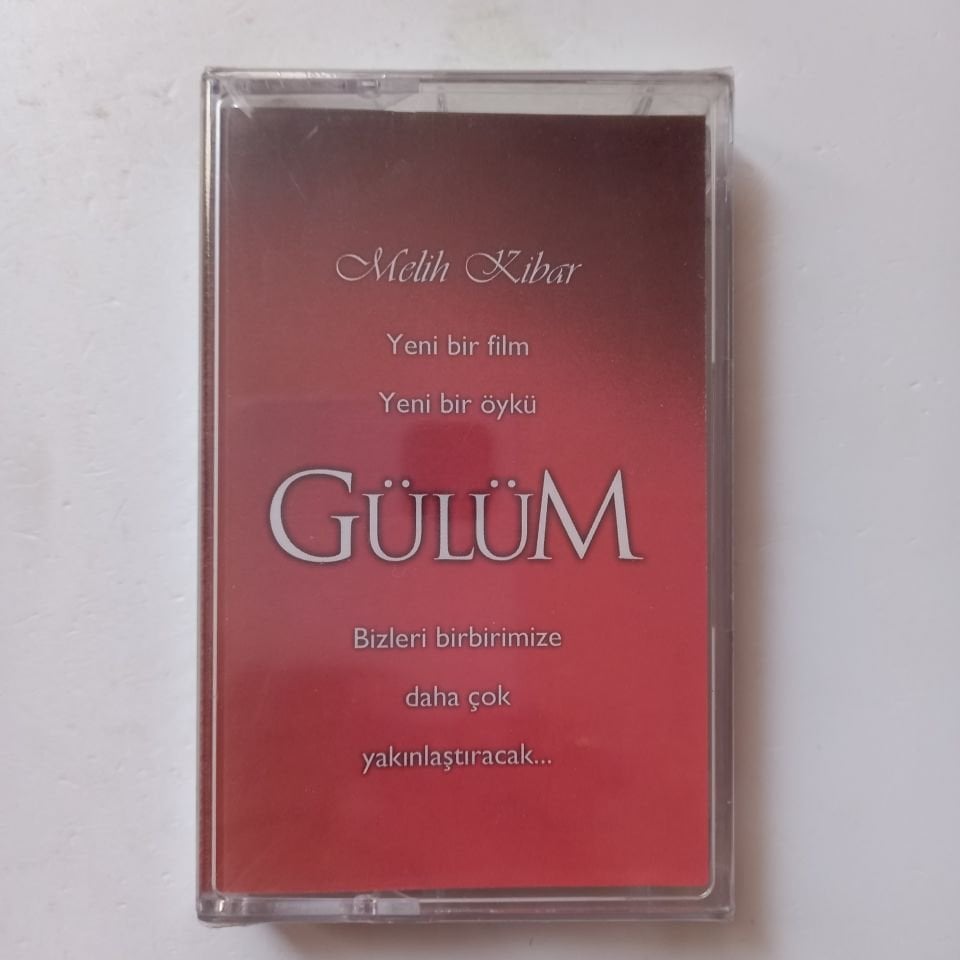 Melih Kibar
Yeni bir film
Yeni bir öykü
GÜLÜM
Bizleri birbirimize
daha çok
yakınlaştıracak...